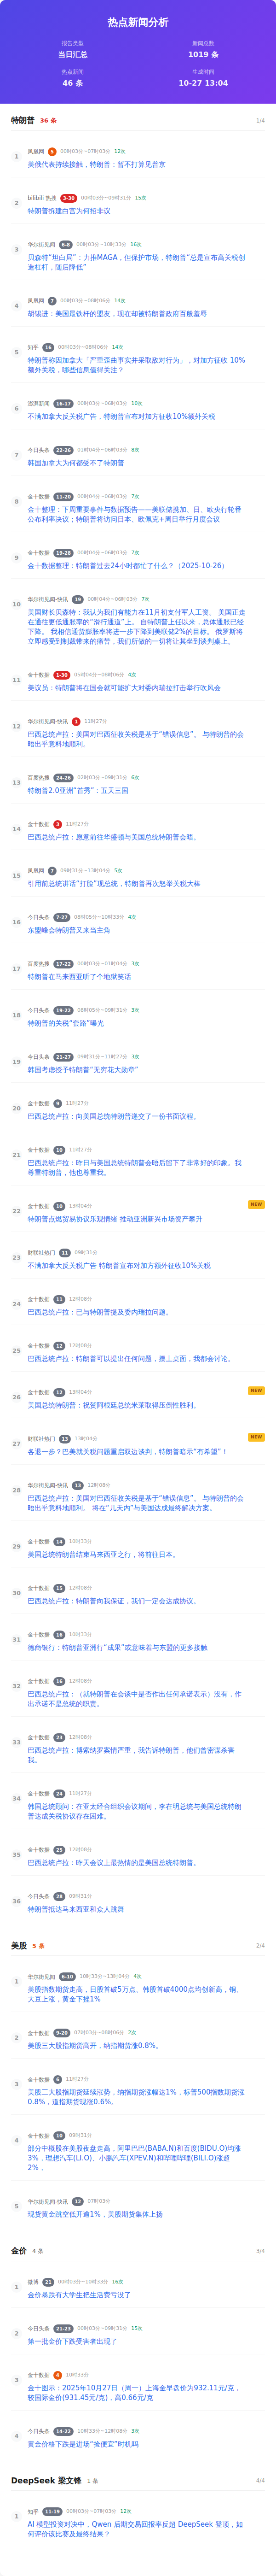 热点新闻分析
报告类型
新闻总数
当日汇总
1019 条
热点新闻
生成时间
46 条
10-27 13:04
特朗普 36 条 1/4
1
凤凰网 5 00时03分~07时03分 12次
美俄代表持续接触，特朗普：暂不打算见普京
2
bilibili 热搜 3-30 00时03分~09时31分 15次
特朗普拆建白宫为何招非议
3
华尔街见闻 6-8 00时03分~10时33分 16次
贝森特“坦白局”：力推MAGA，但保护市场，特朗普“总是宣布高关税创
造杠杆，随后降低”
4
凤凰网 7 00时03分~08时06分 14次
胡锡进：美国最铁杆的盟友，现在却被特朗普政府百般羞辱
5
知乎 16 00时03分~08时06分 14次
特朗普称因加拿大「严重歪曲事实并采取敌对行为」，对加方征收 10%
额外关税，哪些信息值得关注？
6
澎湃新闻 16-17 00时03分~06时03分 10次
不满加拿大反关税广告，特朗普宣布对加方征收10%额外关税
7
今日头条 22-26 01时04分~06时03分 8次
韩国加拿大为何都受不了特朗普
8
金十数据 11-20 00时04分~06时03分 7次
金十整理：下周重要事件与数据预告——美联储携加、日、欧央行轮番
公布利率决议；特朗普将访问日本、欧佩克+周日举行月度会议
9
金十数据 19-28 00时04分~06时03分 7次
金十数据整理：特朗普过去24小时都忙了什么？（2025-10-26）
10
华尔街见闻-快讯 19 00时04分~06时03分 7次
美国财长贝森特：我认为我们有能力在11月初支付军人工资。 美国正走
在通往更低通胀率的“滑行通道”上。 自特朗普上任以来，总体通胀已经
下降。 我相信通货膨胀率将进一步下降到美联储2%的目标。 俄罗斯将
立即感受到制裁带来的痛苦，我们所做的一切将让其坐到谈判桌上。
11
金十数据 1-30 05时04分~08时06分 4次
美议员：特朗普将在国会就可能扩大对委内瑞拉打击举行吹风会
12
华尔街见闻-快讯 1 11时27分
巴西总统卢拉：美国对巴西征收关税是基于“错误信息”。 与特朗普的会
晤出乎意料地顺利。
13
百度热搜 24-26 02时03分~09时31分 6次
特朗普2.0亚洲“首秀”：五天三国
14
金十数据 3 11时27分
巴西总统卢拉：愿意前往华盛顿与美国总统特朗普会晤。
15
凤凰网 7 09时31分~13时04分 5次
引用前总统讲话“打脸”现总统，特朗普再次怒举关税大棒
16
今日头条 7-27 08时05分~10时33分 4次
东盟峰会特朗普又来当主角
17
百度热搜 17-22 00时03分~01时04分 3次
特朗普在马来西亚听了个地狱笑话
18
今日头条 19-22 08时05分~09时31分 3次
特朗普的关税“套路”曝光
19
今日头条 21-27 09时31分~11时27分 3次
韩国考虑授予特朗普“无穷花大勋章”
20
金十数据 9 11时27分
巴西总统卢拉：向美国总统特朗普递交了一份书面议程。
21
金十数据 10 11时27分
巴西总统卢拉：昨日与美国总统特朗普会晤后留下了非常好的印象。我
尊重特朗普，他也尊重我。
22
金十数据 10 13时04分 NEW
特朗普点燃贸易协议乐观情绪 推动亚洲新兴市场资产攀升
23
财联社热门 11 09时31分
不满加拿大反关税广告 特朗普宣布对加方额外征收10%关税
24
金十数据 11 12时08分
巴西总统卢拉：已与特朗普提及委内瑞拉问题。
25
金十数据 12 12时08分
巴西总统卢拉：特朗普可以提出任何问题，摆上桌面，我都会讨论。
26
金十数据 12 13时04分 NEW
美国总统特朗普：祝贺阿根廷总统米莱取得压倒性胜利。
27
财联社热门 13 13时04分 NEW
各退一步？巴美就关税问题重启双边谈判，特朗普暗示“有希望”！
28
华尔街见闻-快讯 13 12时09分
巴西总统卢拉：美国对巴西征收关税是基于“错误信息”。 与特朗普的会
晤出乎意料地顺利。 将在“几天内”与美国达成最终解决方案。
29
金十数据 14 10时33分
美国总统特朗普结束马来西亚之行，将前往日本。
30
金十数据 15 12时08分
巴西总统卢拉：特朗普向我保证，我们一定会达成协议。
31
金十数据 16 10时33分
德商银行：特朗普亚洲行“成果”或意味着与东盟的更多接触
32
金十数据 16 12时08分
巴西总统卢拉：（就特朗普在会谈中是否作出任何承诺表示）没有，作
出承诺不是总统的职责。
33
金十数据 23 12时08分
巴西总统卢拉：博索纳罗案情严重，我告诉特朗普，他们曾密谋杀害
我。
34
金十数据 24 11时27分
韩国总统顾问：在亚太经合组织会议期间，李在明总统与美国总统特朗
普达成关税协议存在困难。
35
金十数据 25 12时08分
巴西总统卢拉：昨天会议上最热情的是美国总统特朗普。
36
今日头条 28 09时31分
特朗普抵达马来西亚和众人跳舞
美股 5 条 2/4
1
华尔街见闻 6-10 10时33分~13时04分 4次
美股指数期货走高，日股首破5万点、韩股首破4000点均创新高，铜、
大豆上涨，黄金下挫1%
2
金十数据 9-20 07时03分~08时06分 2次
美股三大股指期货高开，纳指期货涨0.8%。
3
金十数据 6 11时27分
美股三大股指期货延续涨势，纳指期货涨幅达1%，标普500指数期货涨
0.8%，道指期货现涨0.6%。
4
金十数据 10 09时31分
部分中概股在美股夜盘走高，阿里巴巴(BABA.N)和百度(BIDU.O)均涨
3%，理想汽车(LI.O)、小鹏汽车(XPEV.N)和哔哩哔哩(BILI.O)涨超
2% 。
5
华尔街见闻-快讯 12 07时03分
现货黄金跳空低开逾1%，美股期货集体上扬
金价 4 条 3/4
1
微博 21 00时03分~10时33分 16次
金价暴跌有大学生把生活费亏没了
2
今日头条 21-23 00时03分~09时31分 15次
第一批金价下跌受害者出现了
3
金十数据 4 10时33分
金十图示：2025年10月27日（周一）上海金早盘价为932.11元/克，
较国际金价(931.45元/克)，高0.66元/克
4
今日头条 14-22 10时33分~12时08分 3次
黄金价格下跌是进场“捡便宜”时机吗
DeepSeek 梁文锋 1 条 4/4
1
知乎 11-19 00时03分~07时03分 12次
AI 模型投资对决中，Qwen 后期交易回报率反超 DeepSeek 登顶，如
何评价该比赛及最终结果？